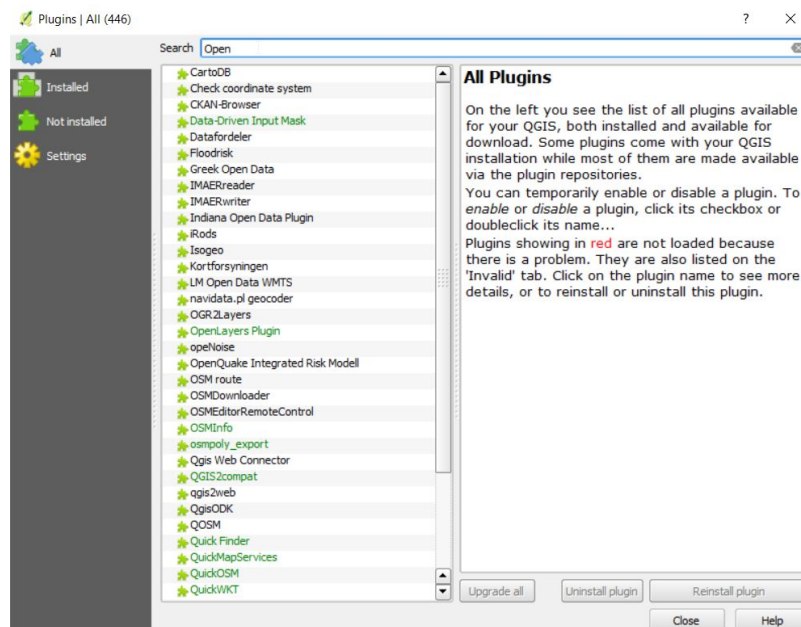 Plugins | All (446)
?
All
Installed
Not installed
Settings
Search
Open
CartoDB
Check coordinate system
CKAN-Browser
Data-Driven Input Mask
Datafordeler
Floodrisk
Greek Open Data
IMAERreader
IMAERwriter
Indiana Open Data Plugin
iRods
Isogeo
Kortforsyningen
LM Open Data WMTS
navidata.pl geocoder
OGR2Layers
OpenLayers Plugin
opeNoise
OpenQuake Integrated Risk Modell
OSM route
OSMDownloader
OSMEditorRemoteControl
OSMInfo
osmpoly_export
Qgis Web Connector
QGIS2compat
qgis2web
QgisODK
QOSM
Quick Finder
QuickMapServices
QuickOSM
QuickWKT
All Plugins
On the left you see the list of all plugins available
for your QGIS, both installed and available for
download. Some plugins come with your QGIS
installation while most of them are made available
via the plugin repositories.
You can temporarily enable or disable a plugin. To
enable or disable a plugin, click its checkbox or
doubleclick its name...
Plugins showing in red are not loaded because
there is a problem. They are also listed on the
'Invalid' tab. Click on the plugin name to see more
details, or to reinstall or uninstall this plugin.
Upgrade all
Uninstall plugin
Reinstall plugin
Close
Help